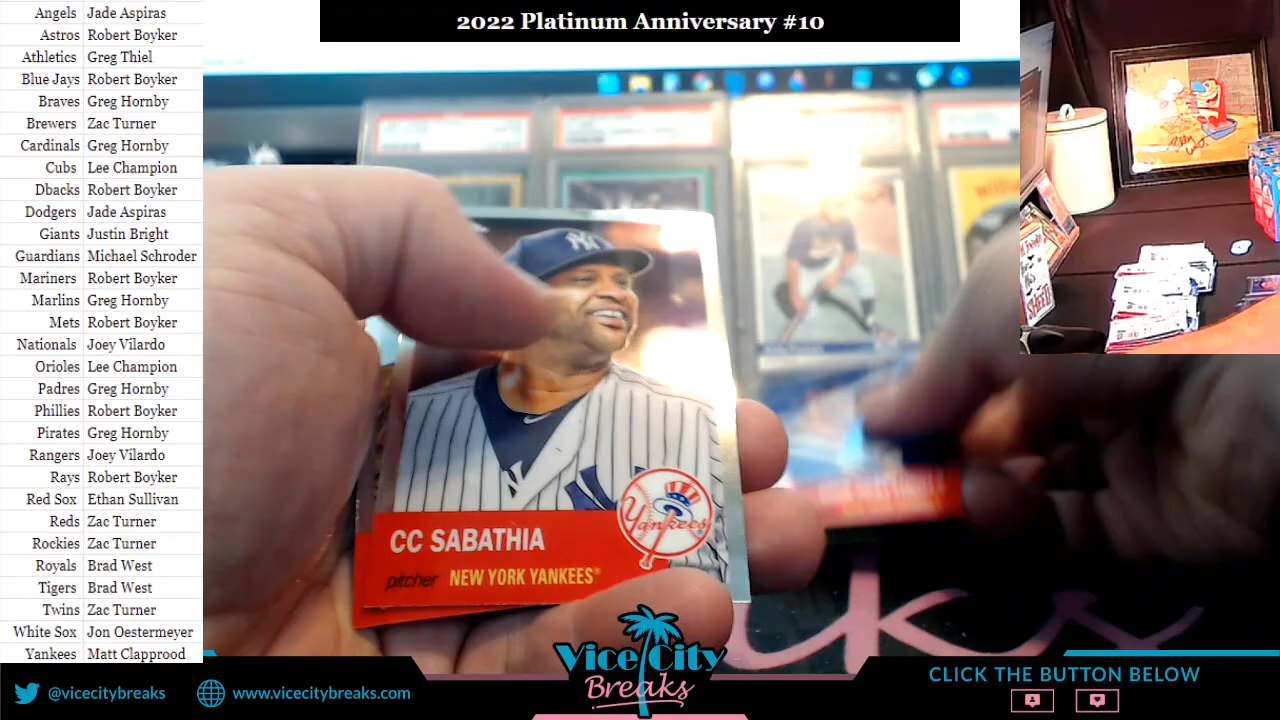 2022 Platinum Anniversary #10
Angels Jade Aspiras
Astros Robert Boyker
Athletics Greg Thiel
Blue Jays Robert Boyker
Braves Greg Hornby
Brewers Zac Turner
Cardinals Greg Hornby
Cubs Lee Champion
Dbacks Robert Boyker
Dodgers Jade Aspiras
Giants Justin Bright
Guardians Michael Schroder
Mariners Robert Boyker
Marlins Greg Hornby
Mets Robert Boyker
Nationals Joey Vilardo
Orioles Lee Champion
Padres Greg Hornby
Phillies Robert Boyker
Pirates Greg Hornby
Rangers Joey Vilardo
Rays Robert Boyker
Red Sox Ethan Sullivan
Reds Zac Turner
Rockies Zac Turner
Royals Brad West
Tigers Brad West
Twins Zac Turner
White Sox Jon Oestermeyer
Yankees Matt Clapprood
Yankees
CC SABATHIA
pitcher NEW YORK YANKEES®
Vice City
Breaks
@vicecitybreaks
www.vicecitybreaks.com
CLICK THE BUTTON BELOW